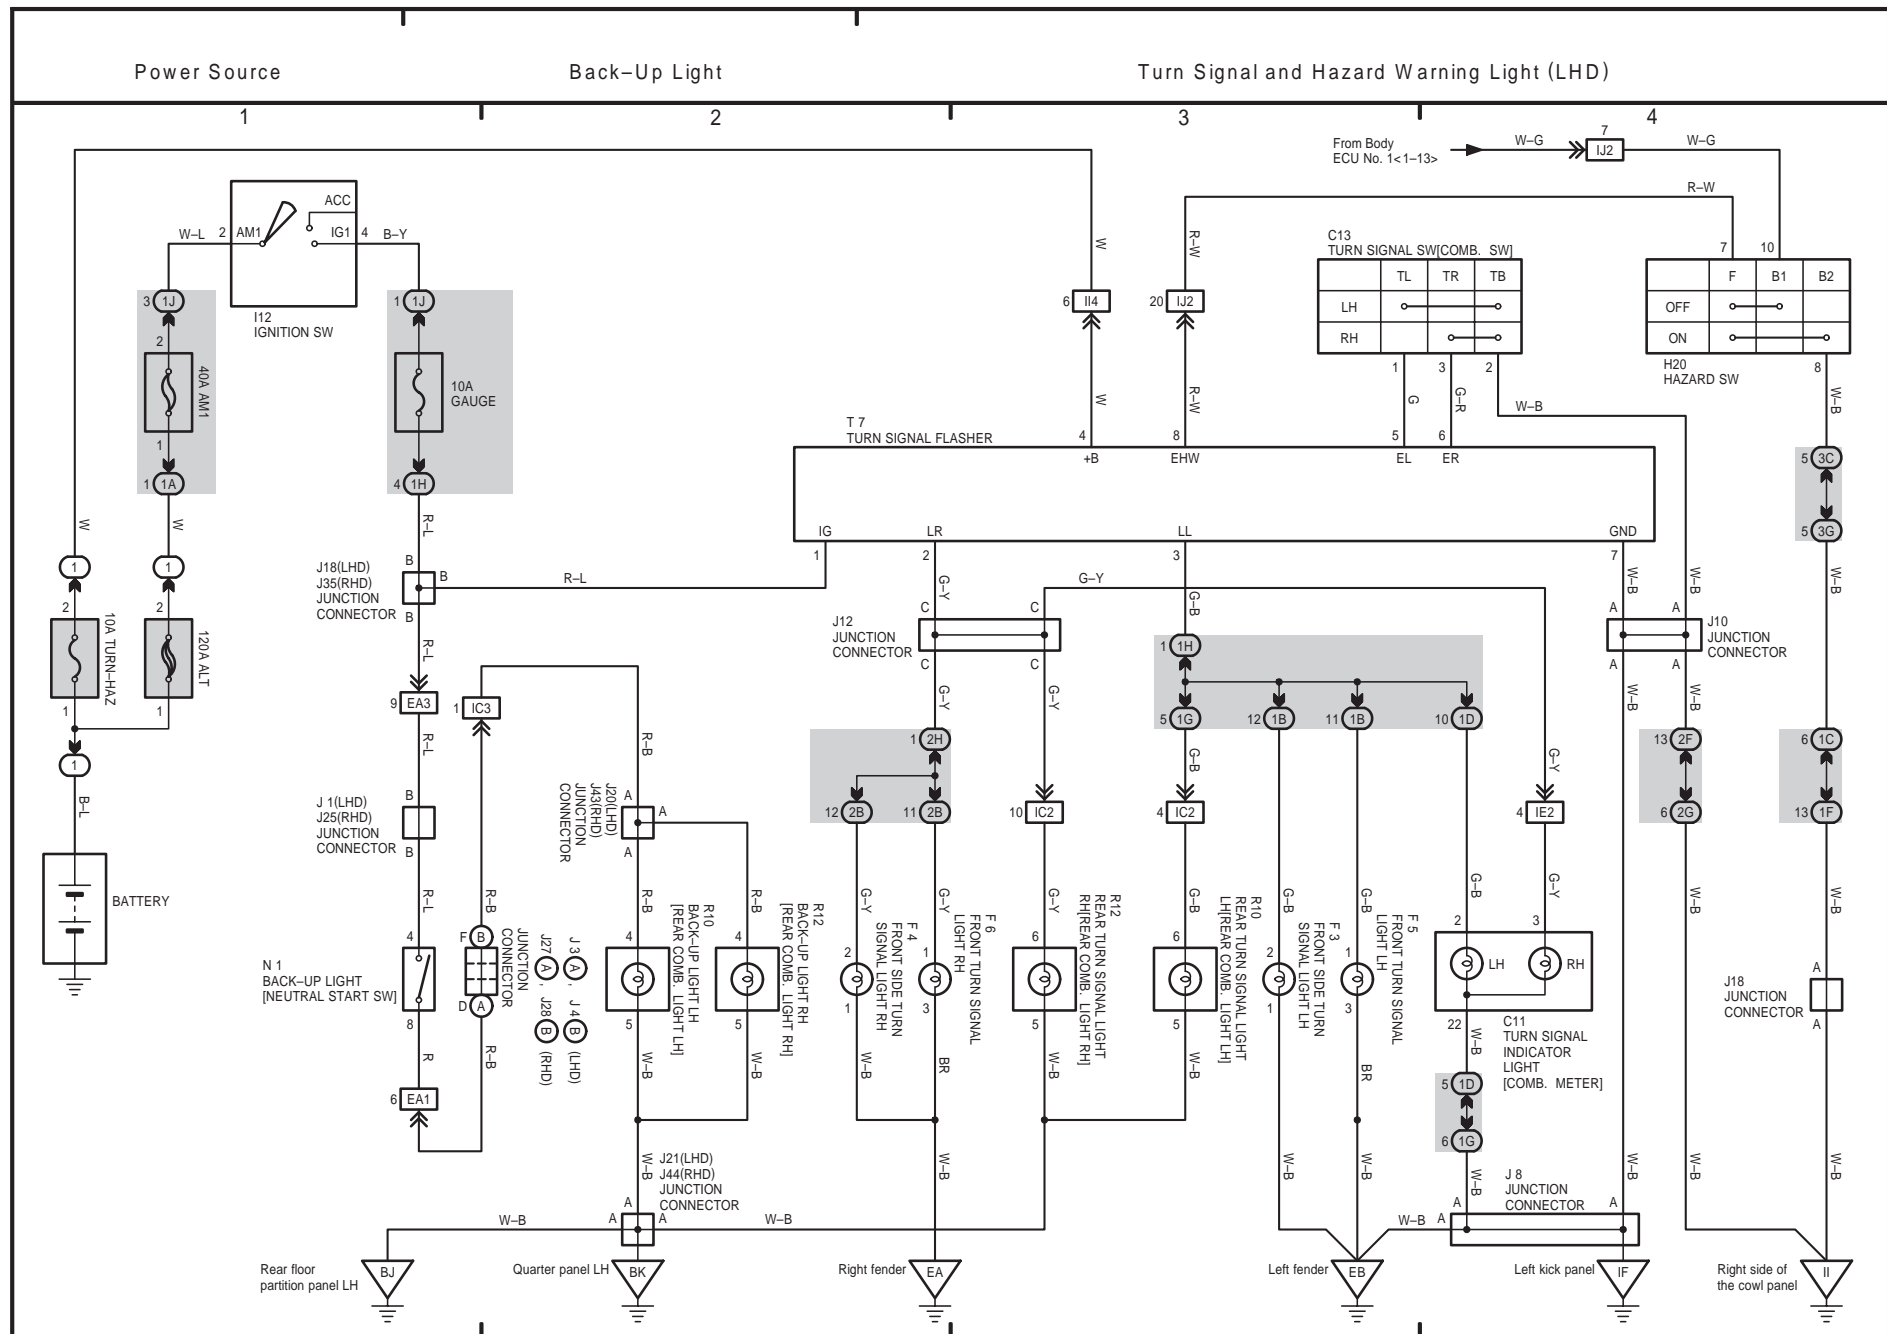 Power Source
Back–Up Light
Turn Signal and Hazard Warning Light (LHD)
1
2
3
4
From Body
ECU No. 1<1–13>
W–G
7
IJ2
W–G
R–W
ACC
W–L
2
AM1
IG1
4
B–Y
I12
IGNITION SW
3
1J
2
40A AM1
1
1
1A
W
1
1J
10A
GAUGE
4
1H
R–L
W
6
II4
W
R–W
20
IJ2
R–W
C13
TURN SIGNAL SW[COMB. SW]
TL
TR
TB
LH
RH
1
3
2
G
G–R
W–B
7
10
F
B1
B2
OFF
ON
H20
HAZARD SW
8
W–B
T 7
TURN SIGNAL FLASHER
4
8
5
6
+B
EHW
EL
ER
IG
LR
LL
GND
1
2
3
7
5
3C
5
3G
W–B
W
1
1
2
2
10A TURN–HAZ
120A ALT
1
1
1
B–L
BATTERY
J18(LHD)
J35(RHD)
JUNCTION
CONNECTOR
B
B
B
R–L
R–L
9
EA3
R–L
J 1(LHD)
J25(RHD)
JUNCTION
CONNECTOR
B
B
R–L
N 1
BACK–UP LIGHT
[NEUTRAL START SW]
4
8
R
6
EA1
1
IC3
R–B
F
B
D
A
R–B
JUNCTION
CONNECTOR
J 3
A
, J 4
B
(LHD)
J27
A
, J28
B
(RHD)
R–B
J20(LHD)
J43(RHD)
JUNCTION
CONNECTOR
A
A
A
R–B
R–B
4
4
5
5
R10
BACK–UP LIGHT LH
[REAR COMB. LIGHT LH]
R12
BACK–UP LIGHT RH
[REAR COMB. LIGHT RH]
W–B
W–B
W–B
J21(LHD)
J44(RHD)
JUNCTION
CONNECTOR
A
A
A
W–B
W–B
G–Y
G–Y
C
C
J12
JUNCTION
CONNECTOR
C
C
G–Y
G–Y
1
2H
12
2B
11
2B
G–Y
G–Y
2
1
1
3
F 4
FRONT SIDE TURN
SIGNAL LIGHT RH
F 6
FRONT TURN SIGNAL
LIGHT RH
W–B
BR
W–B
10
IC2
G–Y
6
5
R12
REAR TURN SIGNAL LIGHT
RH[REAR COMB. LIGHT RH]
W–B
G–B
1
1H
5
1G
12
1B
11
1B
10
1D
G–B
4
IC2
G–B
6
5
R10
REAR TURN SIGNAL LIGHT
LH[REAR COMB. LIGHT LH]
W–B
G–B
2
1
F 3
FRONT SIDE TURN
SIGNAL LIGHT LH
W–B
G–B
1
3
F 5
FRONT TURN SIGNAL
LIGHT LH
BR
W–B
G–Y
4
IE2
G–B
G–Y
2
3
LH
RH
22
C11
TURN SIGNAL
INDICATOR
LIGHT
[COMB. METER]
W–B
5
1D
6
1G
W–B
J 8
JUNCTION
CONNECTOR
A
A
A
W–B
W–B
W–B
A
A
J10
JUNCTION
CONNECTOR
A
A
W–B
W–B
13
2F
6
2G
W–B
W–B
W–B
6
1C
13
1F
W–B
A
J18
JUNCTION
CONNECTOR
A
W–B
Rear floor
partition panel LH
BJ
Quarter panel LH
BK
Right fender
EA
Left fender
EB
Left kick panel
IF
Right side of
the cowl panel
II